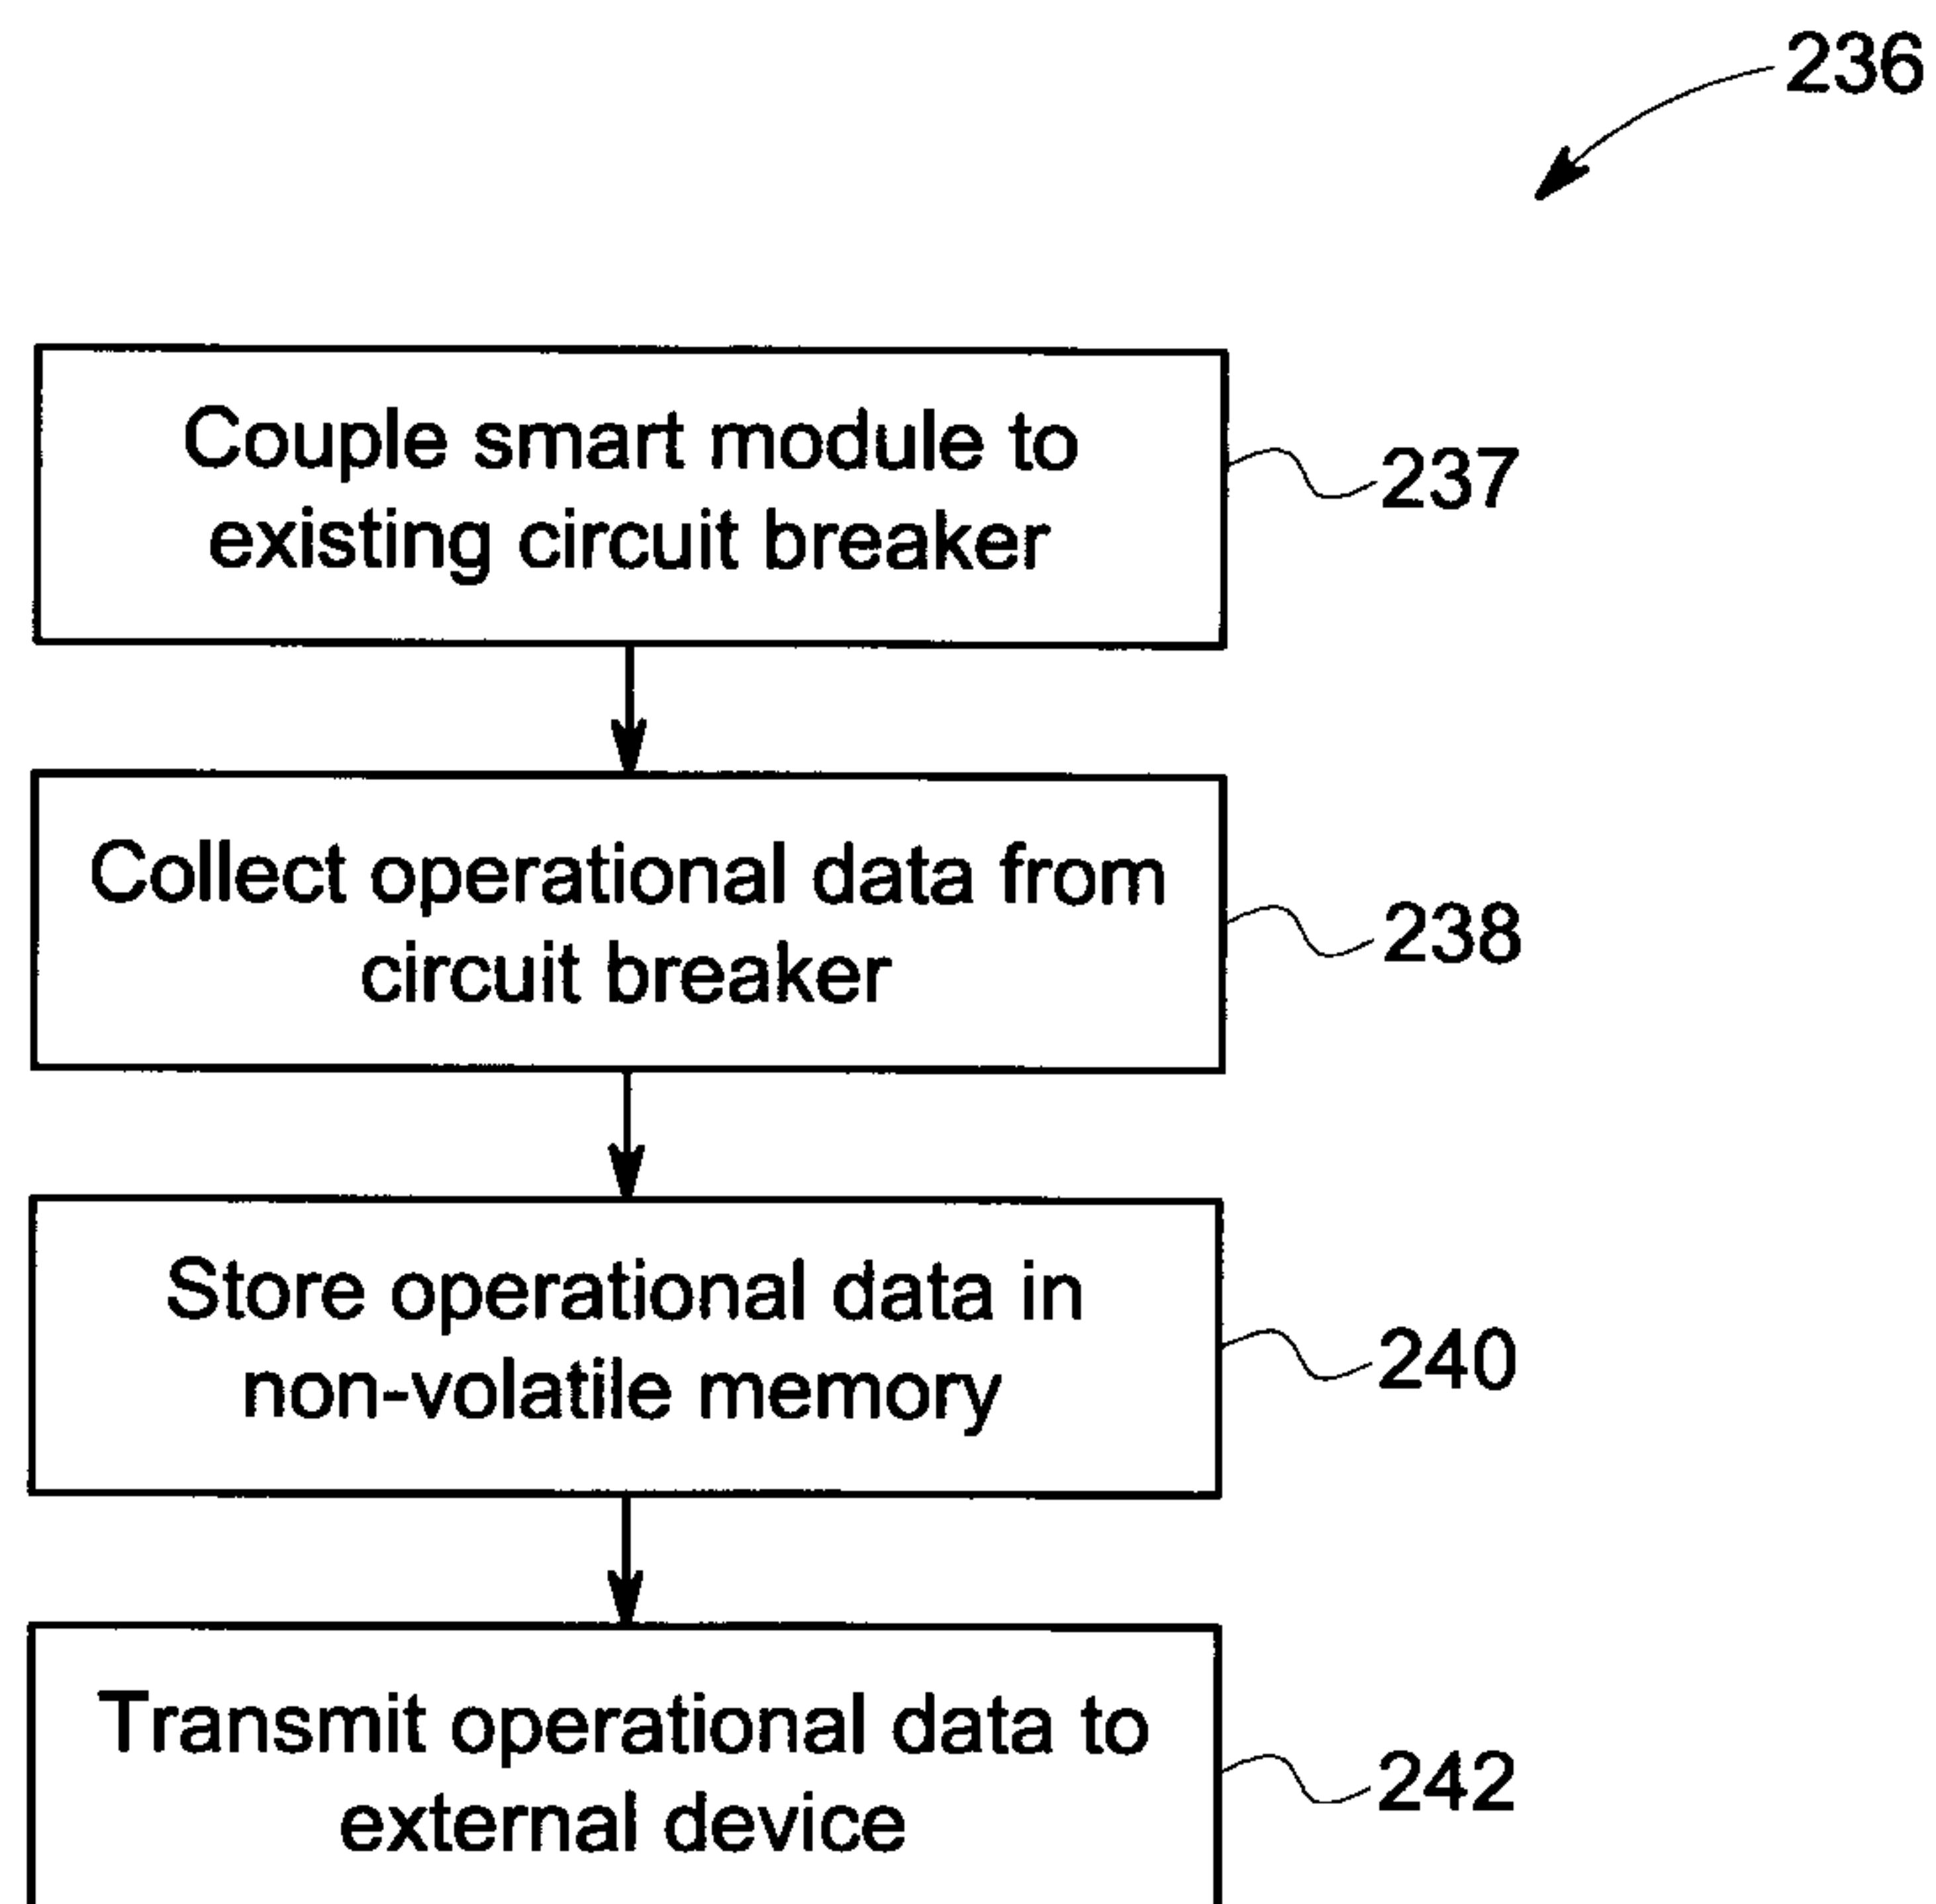 236
Couple smart module to
existing circuit breaker
237
Collect operational data from
circuit breaker
238
Store operational data in
non-volatile memory
240
Transmit operational data to
external device
242